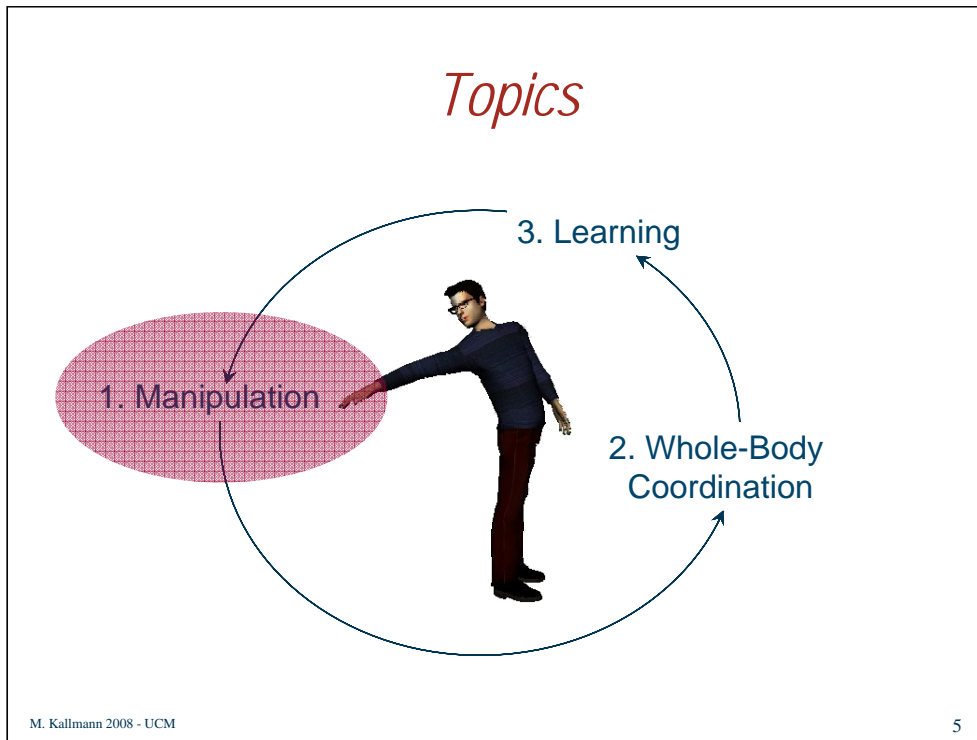 Topics
3. Learning
1. Manipulation
2. Whole-Body
Coordination
M. Kallmann 2008 - UCM
5